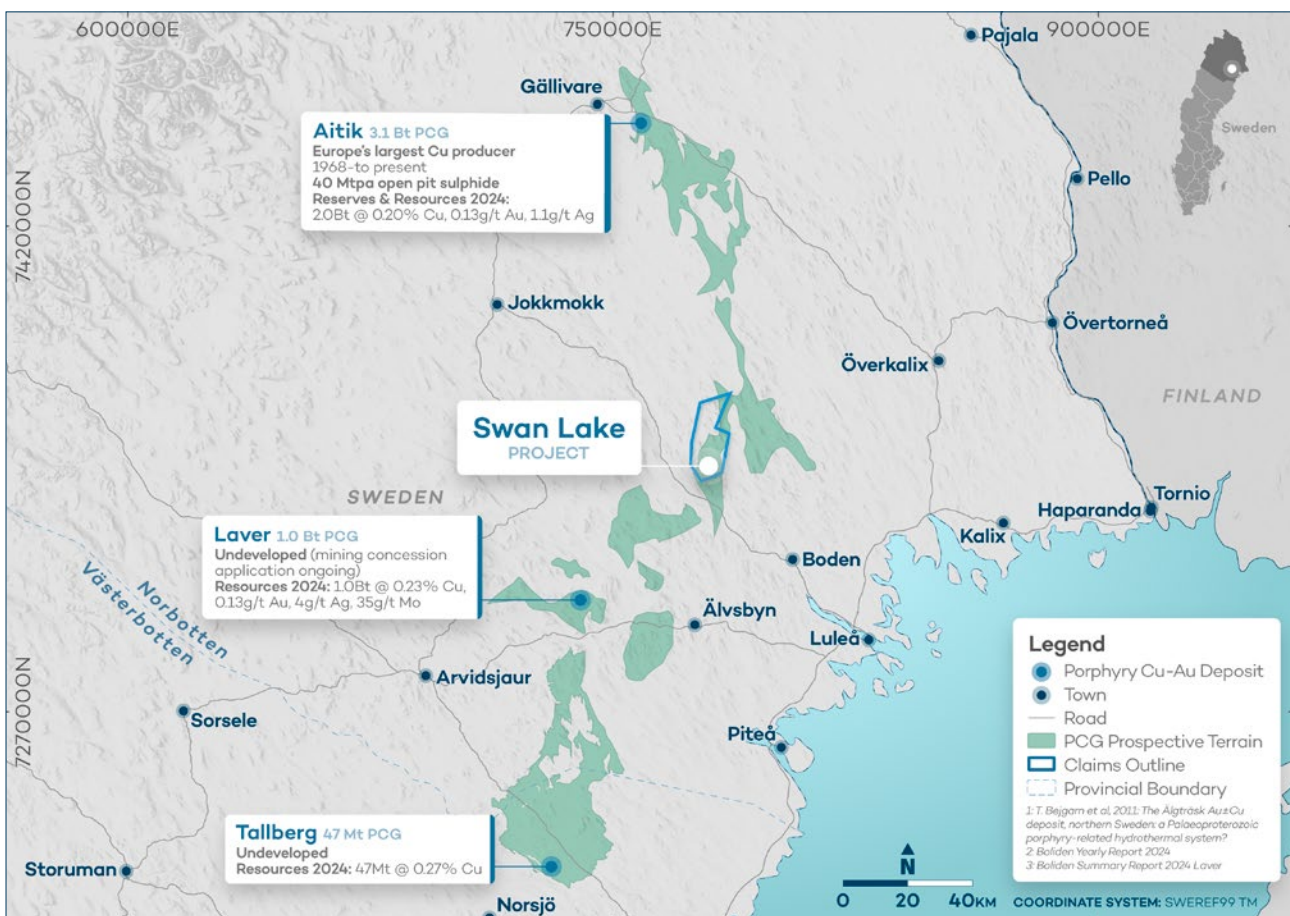 600000E
750000E
900000E
Pajala
Gällivare
Sweden
Aitik 3.1 Bt PCG
Europe's largest Cu producer
1968-to present
40 Mtpa open pit sulphide
Reserves & Resources 2024:
2.0Bt @ 0.20% Cu, 0.13g/t Au, 1.1g/t Ag
Pello
7420000N
Jokkmokk
Övertorneå
Överkalix
FINLAND
Swan Lake
PROJECT
SWEDEN
Tornio
Haparanda
Kalix
Laver 1.0 Bt PCG
Undeveloped (mining concession
application ongoing)
Resources 2024: 1.0Bt @ 0.23% Cu,
0.13g/t Au, 4g/t Ag, 35g/t Mo
Boden
Norrbotten
Västerbotten
Älvsbyn
Luleå
Arvidsjaur
7270000N
Sorsele
Piteå
Legend
Porphyry Cu-Au Deposit
Town
Road
PCG Prospective Terrain
Claims Outline
Provincial Boundary
1: T. Bejgarn et al, 2011: The Älgträsk Au±Cu
deposit, northern Sweden: a Palaeoproterozoic
porphyry-related hydrothermal system?
2: Boliden Yearly Report 2024
3: Boliden Summary Report 2024 Laver
Tallberg 47 Mt PCG
Undeveloped
Resources 2024: 47Mt @ 0.27% Cu
Storuman
Norsjö
N
0 20 40KM
COORDINATE SYSTEM: SWEREF99 TM